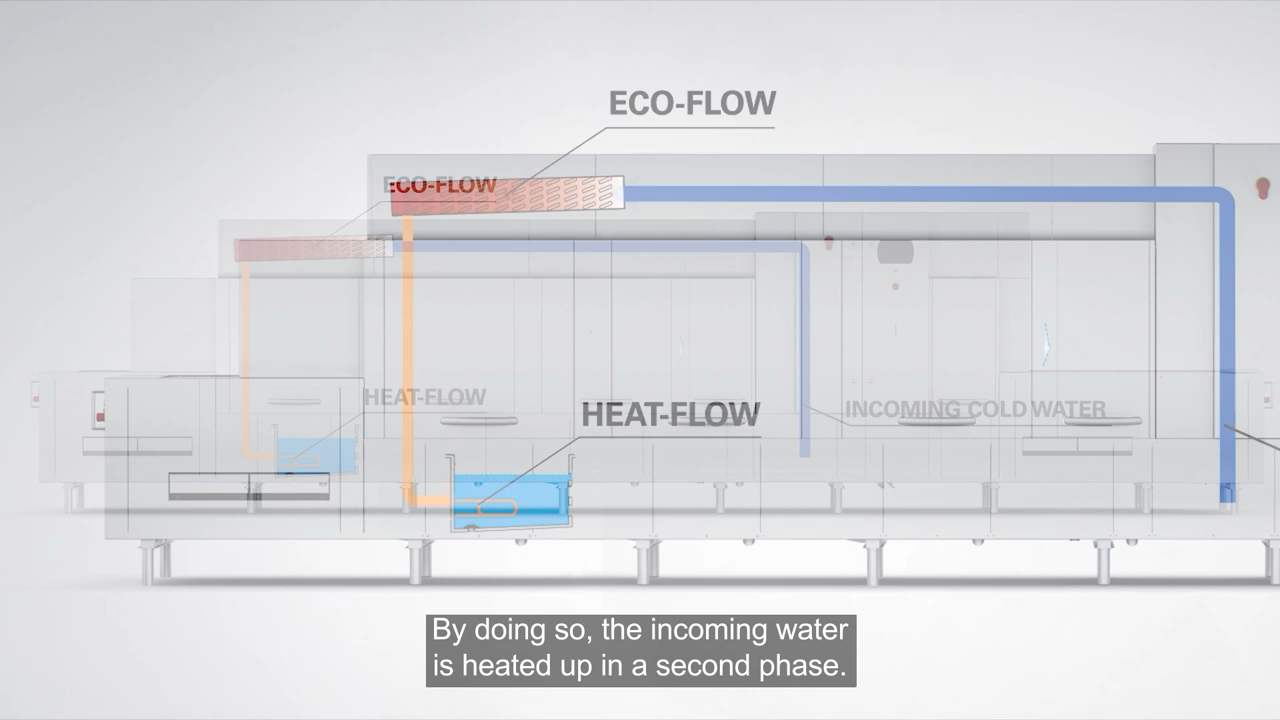 ECO-FLOW
ECO-FLOW
HEAT-FLOW
HEAT-FLOW
INCOMING COLD WATER
By doing so, the incoming water
is heated up in a second phase.